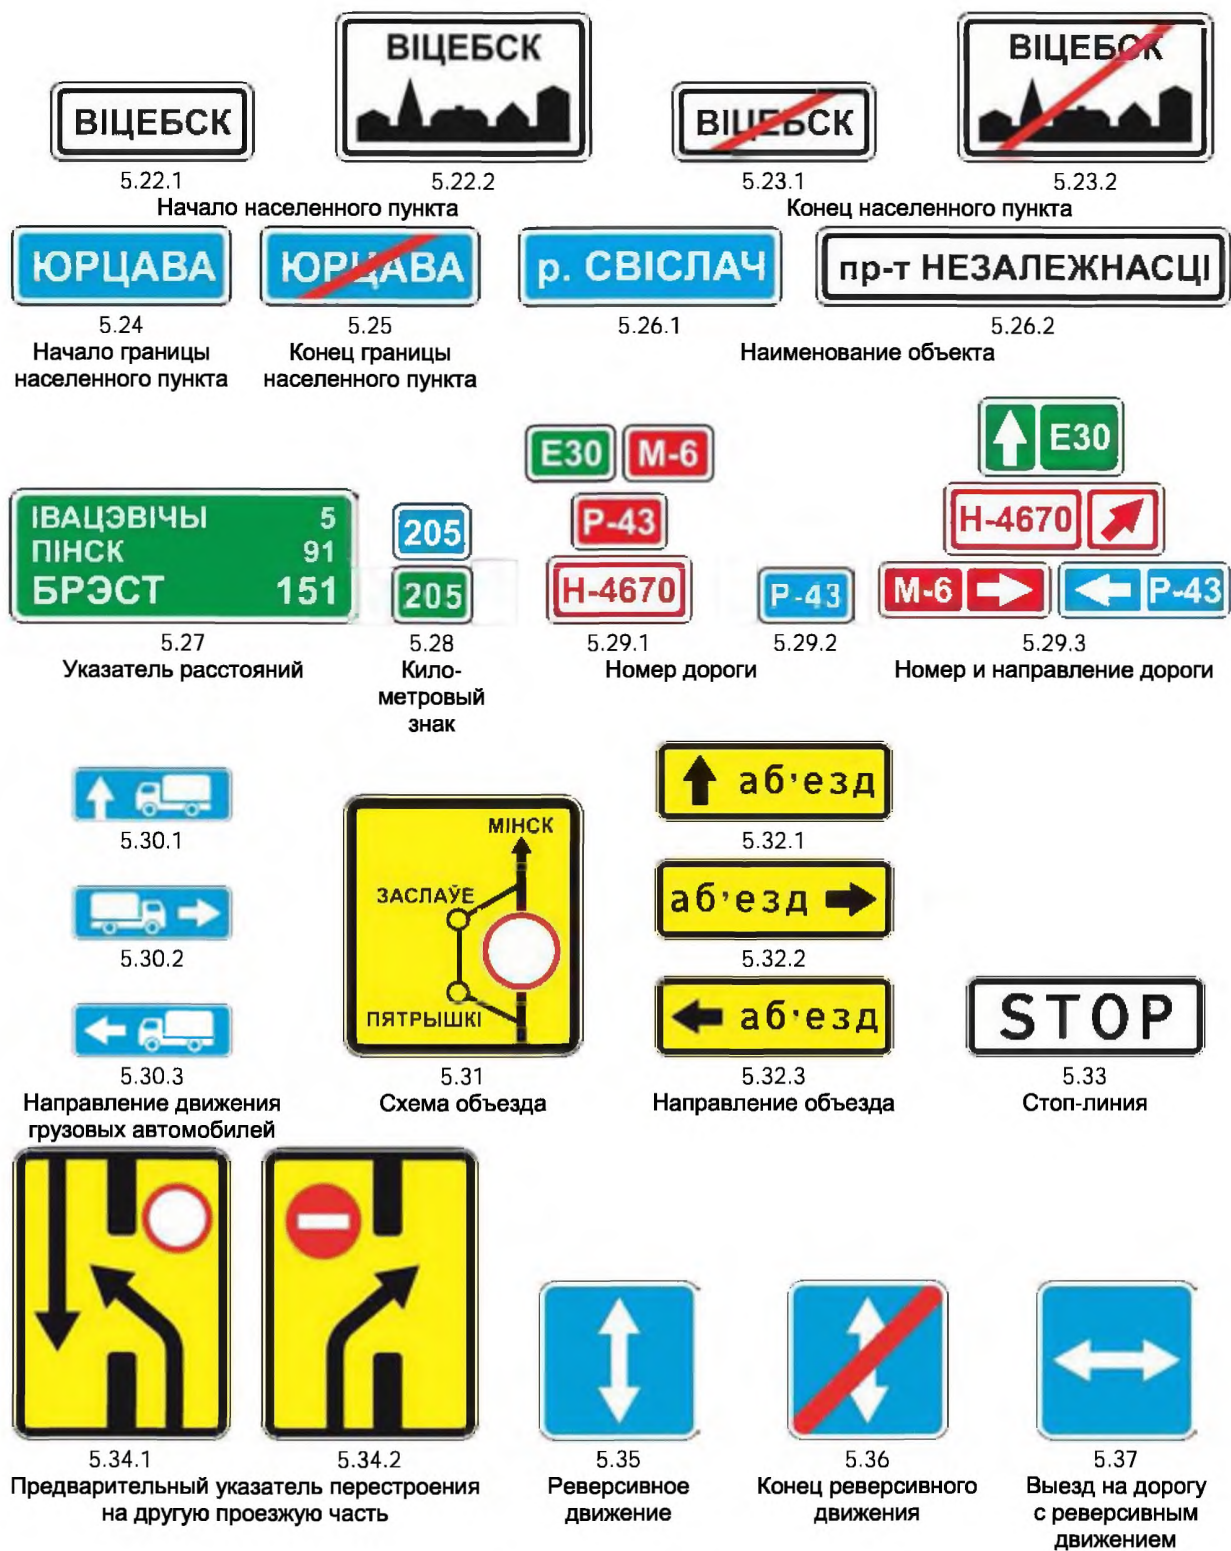 ВІЦЕБСК
ВІЦЕБСК
ВІЦЕБСК
ВІЦЕБСК
5.22.1
5.22.2
5.23.1
5.23.2
Начало населенного пункта
Конец населенного пункта
ЮРЦАВА
ЮРЦАВА
р. СВІСЛАЧ
пр-т НЕЗАЛЕЖНАСЦІ
5.24
5.25
5.26.1
5.26.2
Начало границы
населенного пункта
Конец границы
населенного пункта
Наименование объекта
ІВАЦЭВІЧЫ 5
ПІНСК 91
БРЭСТ 151
205
205
E30
М-6
Р-43
Н-4670
Р-43
E30
Н-4670
М-6
Р-43
5.27
5.28
5.29.1
5.29.2
5.29.3
Указатель расстояний
Кило-
метровый
знак
Номер дороги
Номер и направление дороги
5.30.1
5.30.2
5.30.3
Направление движения
грузовых автомобилей
МІНСК
ЗАСЛАЎЕ
ПЯТРЫШКІ
5.31
Схема объезда
аб'езд
5.32.1
аб'езд
5.32.2
аб'езд
5.32.3
Направление объезда
STOP
5.33
Стоп-линия
5.34.1
5.34.2
Предварительный указатель перестроения
на другую проезжую часть
5.35
Реверсивное
движение
5.36
Конец реверсивного
движения
5.37
Выезд на дорогу
с реверсивным
движением